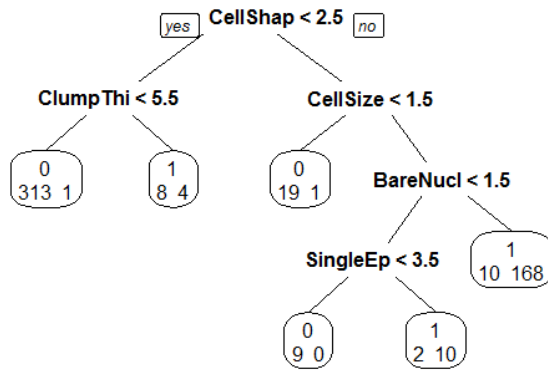 yes CellShap < 2.5 no
ClumpThi < 5.5 CellSize < 1.5
0 1 0
313 1 8 4 19 1
BareNucl < 1.5
1
10 168
SingleEp < 3.5
0 1
9 0 2 10